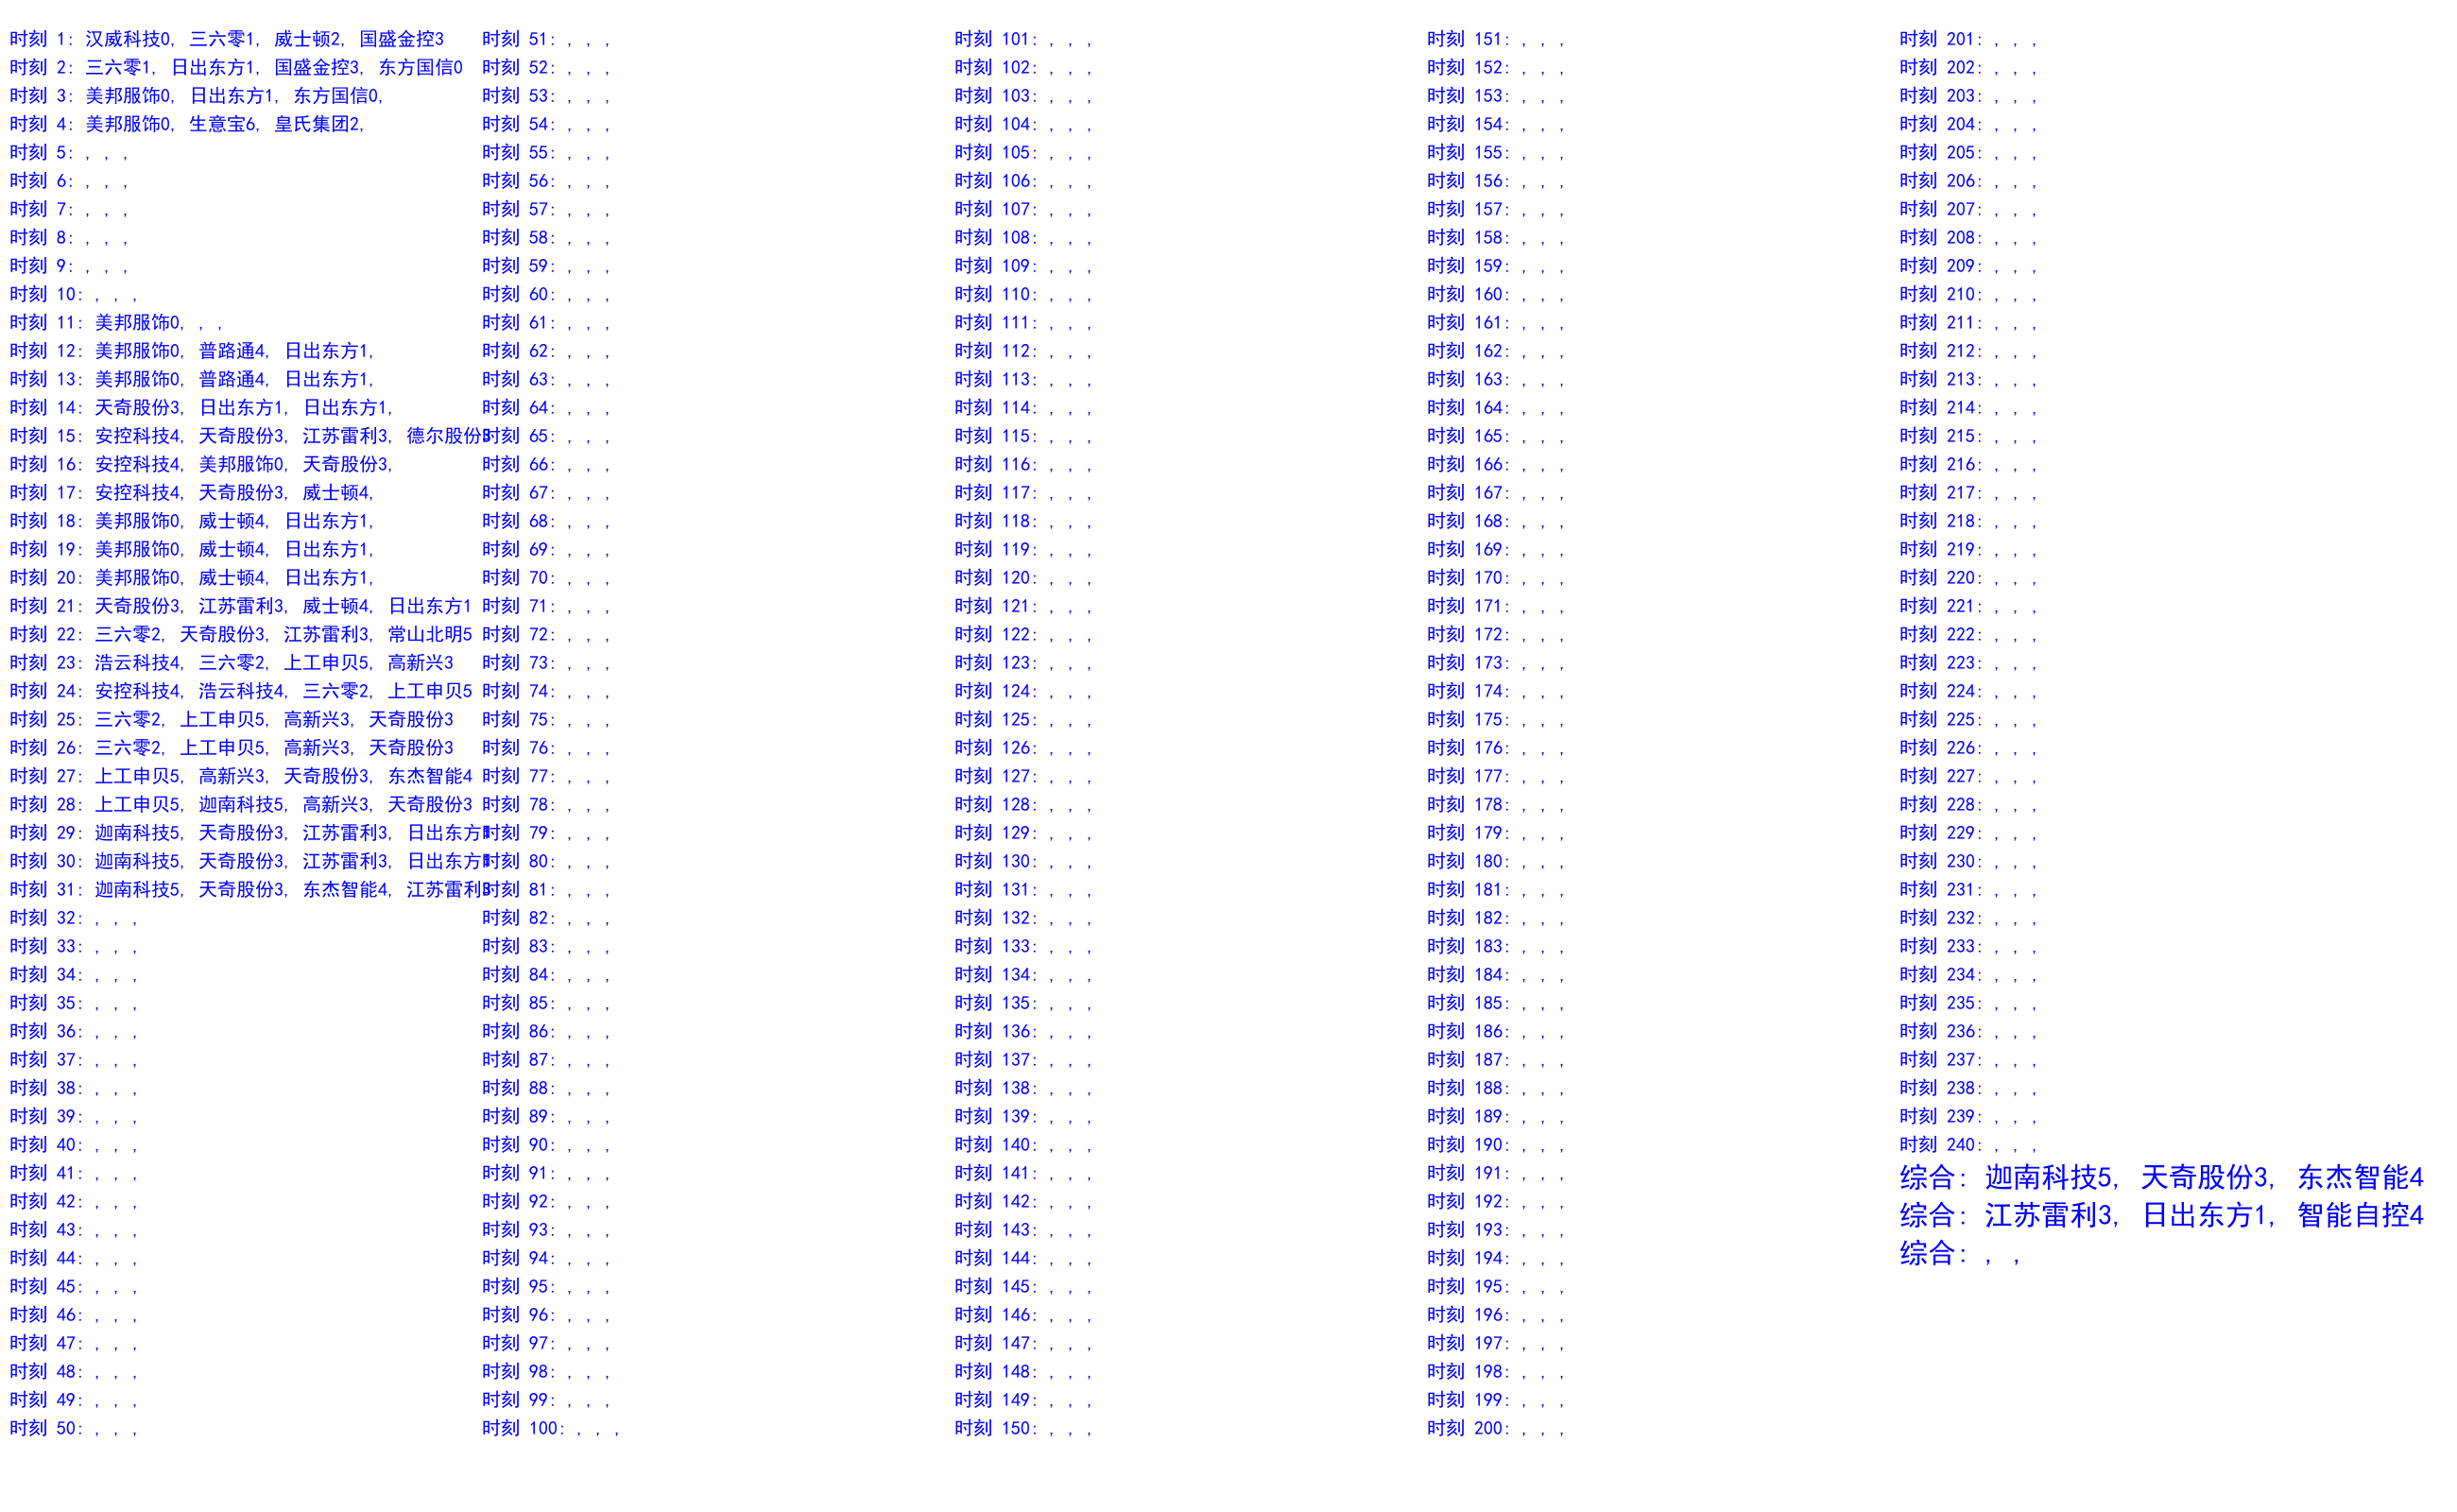 时刻 1: 汉威科技0, 三六零1, 威士顿2, 国盛金控3
时刻 2: 三六零1, 日出东方1, 国盛金控3, 东方国信0
时刻 3: 美邦服饰0, 日出东方1, 东方国信0,
时刻 4: 美邦服饰0, 生意宝6, 皇氏集团2,
时刻 5: , , ,
时刻 6: , , ,
时刻 7: , , ,
时刻 8: , , ,
时刻 9: , , ,
时刻 10: , , ,
时刻 11: 美邦服饰0, , ,
时刻 12: 美邦服饰0, 普路通4, 日出东方1,
时刻 13: 美邦服饰0, 普路通4, 日出东方1,
时刻 14: 天奇股份3, 日出东方1, 日出东方1,
时刻 15: 安控科技4, 天奇股份3, 江苏雷利3, 德尔股份3
时刻 16: 安控科技4, 美邦服饰0, 天奇股份3,
时刻 17: 安控科技4, 天奇股份3, 威士顿4,
时刻 18: 美邦服饰0, 威士顿4, 日出东方1,
时刻 19: 美邦服饰0, 威士顿4, 日出东方1,
时刻 20: 美邦服饰0, 威士顿4, 日出东方1,
时刻 21: 天奇股份3, 江苏雷利3, 威士顿4, 日出东方1
时刻 22: 三六零2, 天奇股份3, 江苏雷利3, 常山北明5
时刻 23: 浩云科技4, 三六零2, 上工申贝5, 高新兴3
时刻 24: 安控科技4, 浩云科技4, 三六零2, 上工申贝5
时刻 25: 三六零2, 上工申贝5, 高新兴3, 天奇股份3
时刻 26: 三六零2, 上工申贝5, 高新兴3, 天奇股份3
时刻 27: 上工申贝5, 高新兴3, 天奇股份3, 东杰智能4
时刻 28: 上工申贝5, 迦南科技5, 高新兴3, 天奇股份3
时刻 29: 迦南科技5, 天奇股份3, 江苏雷利3, 日出东方1
时刻 30: 迦南科技5, 天奇股份3, 江苏雷利3, 日出东方1
时刻 31: 迦南科技5, 天奇股份3, 东杰智能4, 江苏雷利3
时刻 32: , , ,
时刻 33: , , ,
时刻 34: , , ,
时刻 35: , , ,
时刻 36: , , ,
时刻 37: , , ,
时刻 38: , , ,
时刻 39: , , ,
时刻 40: , , ,
时刻 41: , , ,
时刻 42: , , ,
时刻 43: , , ,
时刻 44: , , ,
时刻 45: , , ,
时刻 46: , , ,
时刻 47: , , ,
时刻 48: , , ,
时刻 49: , , ,
时刻 50: , , ,
时刻 51: , , ,
时刻 52: , , ,
时刻 53: , , ,
时刻 54: , , ,
时刻 55: , , ,
时刻 56: , , ,
时刻 57: , , ,
时刻 58: , , ,
时刻 59: , , ,
时刻 60: , , ,
时刻 61: , , ,
时刻 62: , , ,
时刻 63: , , ,
时刻 64: , , ,
时刻 65: , , ,
时刻 66: , , ,
时刻 67: , , ,
时刻 68: , , ,
时刻 69: , , ,
时刻 70: , , ,
时刻 71: , , ,
时刻 72: , , ,
时刻 73: , , ,
时刻 74: , , ,
时刻 75: , , ,
时刻 76: , , ,
时刻 77: , , ,
时刻 78: , , ,
时刻 79: , , ,
时刻 80: , , ,
时刻 81: , , ,
时刻 82: , , ,
时刻 83: , , ,
时刻 84: , , ,
时刻 85: , , ,
时刻 86: , , ,
时刻 87: , , ,
时刻 88: , , ,
时刻 89: , , ,
时刻 90: , , ,
时刻 91: , , ,
时刻 92: , , ,
时刻 93: , , ,
时刻 94: , , ,
时刻 95: , , ,
时刻 96: , , ,
时刻 97: , , ,
时刻 98: , , ,
时刻 99: , , ,
时刻 100: , , ,
时刻 101: , , ,
时刻 102: , , ,
时刻 103: , , ,
时刻 104: , , ,
时刻 105: , , ,
时刻 106: , , ,
时刻 107: , , ,
时刻 108: , , ,
时刻 109: , , ,
时刻 110: , , ,
时刻 111: , , ,
时刻 112: , , ,
时刻 113: , , ,
时刻 114: , , ,
时刻 115: , , ,
时刻 116: , , ,
时刻 117: , , ,
时刻 118: , , ,
时刻 119: , , ,
时刻 120: , , ,
时刻 121: , , ,
时刻 122: , , ,
时刻 123: , , ,
时刻 124: , , ,
时刻 125: , , ,
时刻 126: , , ,
时刻 127: , , ,
时刻 128: , , ,
时刻 129: , , ,
时刻 130: , , ,
时刻 131: , , ,
时刻 132: , , ,
时刻 133: , , ,
时刻 134: , , ,
时刻 135: , , ,
时刻 136: , , ,
时刻 137: , , ,
时刻 138: , , ,
时刻 139: , , ,
时刻 140: , , ,
时刻 141: , , ,
时刻 142: , , ,
时刻 143: , , ,
时刻 144: , , ,
时刻 145: , , ,
时刻 146: , , ,
时刻 147: , , ,
时刻 148: , , ,
时刻 149: , , ,
时刻 150: , , ,
时刻 151: , , ,
时刻 152: , , ,
时刻 153: , , ,
时刻 154: , , ,
时刻 155: , , ,
时刻 156: , , ,
时刻 157: , , ,
时刻 158: , , ,
时刻 159: , , ,
时刻 160: , , ,
时刻 161: , , ,
时刻 162: , , ,
时刻 163: , , ,
时刻 164: , , ,
时刻 165: , , ,
时刻 166: , , ,
时刻 167: , , ,
时刻 168: , , ,
时刻 169: , , ,
时刻 170: , , ,
时刻 171: , , ,
时刻 172: , , ,
时刻 173: , , ,
时刻 174: , , ,
时刻 175: , , ,
时刻 176: , , ,
时刻 177: , , ,
时刻 178: , , ,
时刻 179: , , ,
时刻 180: , , ,
时刻 181: , , ,
时刻 182: , , ,
时刻 183: , , ,
时刻 184: , , ,
时刻 185: , , ,
时刻 186: , , ,
时刻 187: , , ,
时刻 188: , , ,
时刻 189: , , ,
时刻 190: , , ,
时刻 191: , , ,
时刻 192: , , ,
时刻 193: , , ,
时刻 194: , , ,
时刻 195: , , ,
时刻 196: , , ,
时刻 197: , , ,
时刻 198: , , ,
时刻 199: , , ,
时刻 200: , , ,
时刻 201: , , ,
时刻 202: , , ,
时刻 203: , , ,
时刻 204: , , ,
时刻 205: , , ,
时刻 206: , , ,
时刻 207: , , ,
时刻 208: , , ,
时刻 209: , , ,
时刻 210: , , ,
时刻 211: , , ,
时刻 212: , , ,
时刻 213: , , ,
时刻 214: , , ,
时刻 215: , , ,
时刻 216: , , ,
时刻 217: , , ,
时刻 218: , , ,
时刻 219: , , ,
时刻 220: , , ,
时刻 221: , , ,
时刻 222: , , ,
时刻 223: , , ,
时刻 224: , , ,
时刻 225: , , ,
时刻 226: , , ,
时刻 227: , , ,
时刻 228: , , ,
时刻 229: , , ,
时刻 230: , , ,
时刻 231: , , ,
时刻 232: , , ,
时刻 233: , , ,
时刻 234: , , ,
时刻 235: , , ,
时刻 236: , , ,
时刻 237: , , ,
时刻 238: , , ,
时刻 239: , , ,
时刻 240: , , ,
综合: 迦南科技5, 天奇股份3, 东杰智能4
综合: 江苏雷利3, 日出东方1, 智能自控4
综合: , ,